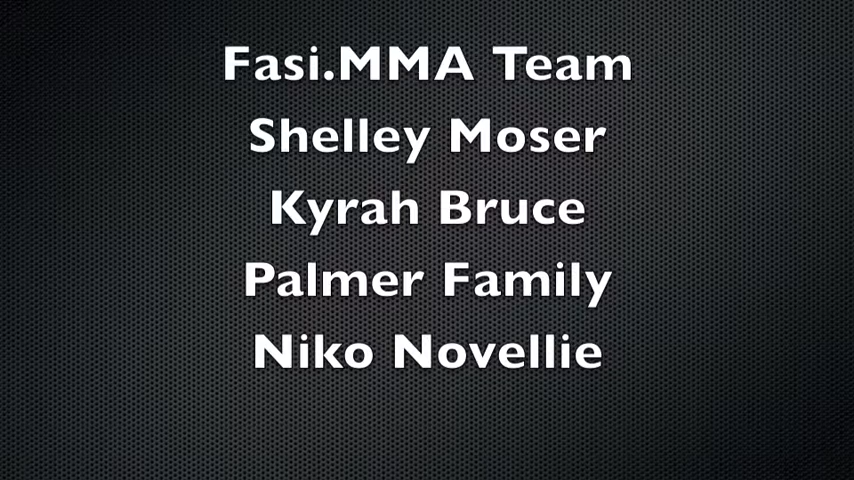 Fasi.MMA Team
Shelley Moser
Kyrah Bruce
Palmer Family
Niko Novellie